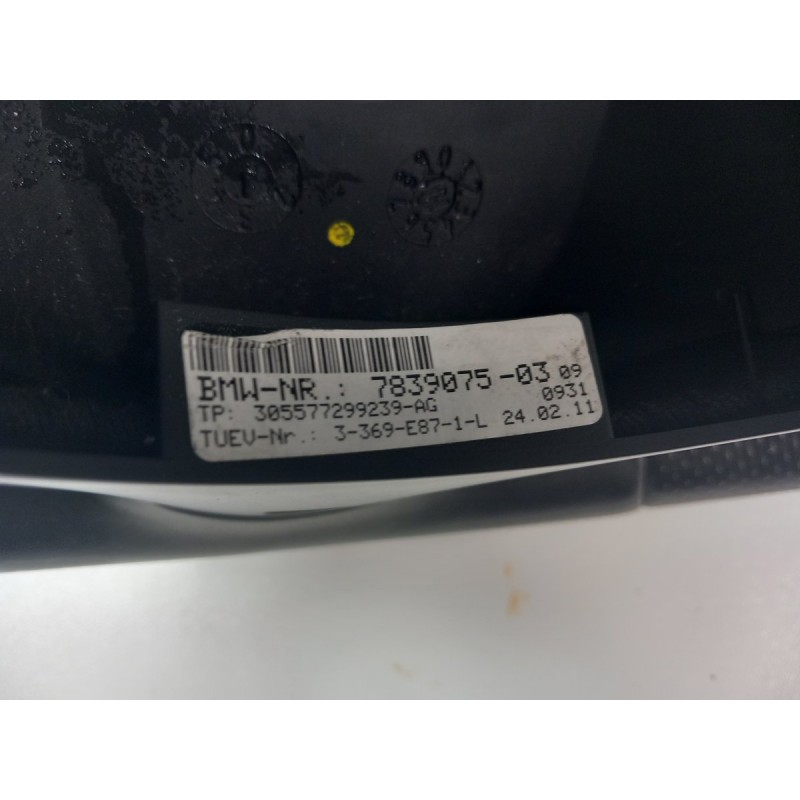 BMW-NR.: 7839075-03 09
TP: 305577299239-AG 0931
TUEV-Nr.: 3-369-E87-1-L 24.02.11